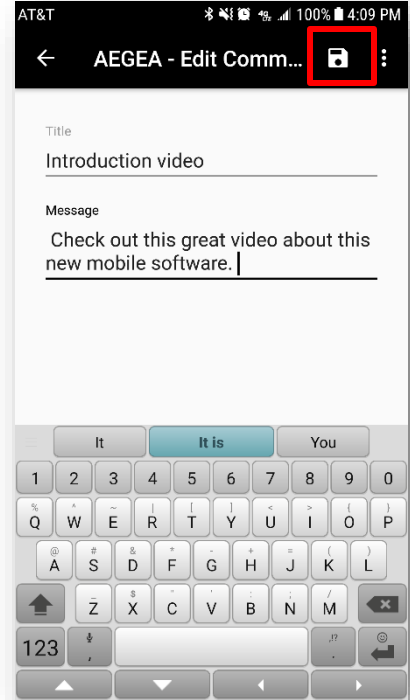 AT&T 4G 100% 4:09 PM
AEGEA - Edit Comm...
Title
Introduction video
Message
Check out this great video about this
new mobile software.
It It is You
1 2 3 4 5 6 7 8 9 0
Q W E R T Y U I O P
@ # & * - + = ( )
A S D F G H J K L
Z X C V B N M
123 , .